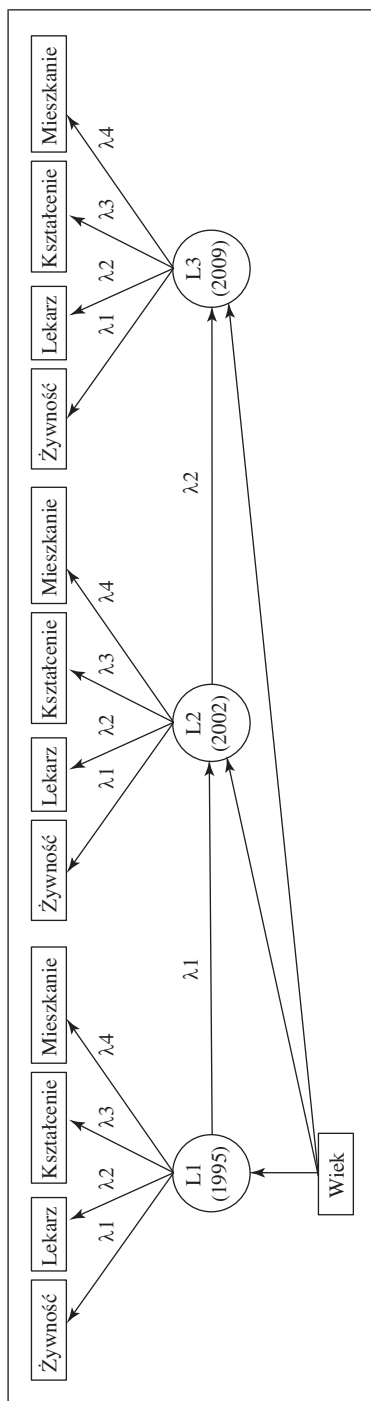 Żywność
Lekarz
Kształcenie
Mieszkanie
Żywność
Lekarz
Kształcenie
Mieszkanie
Żywność
Lekarz
Kształcenie
Mieszkanie
λ1
λ2
λ3
λ4
λ1
λ2
λ3
λ4
λ1
λ2
λ3
λ4
L1
(1995)
λ1
L2
(2002)
λ2
L3
(2009)
Wiek